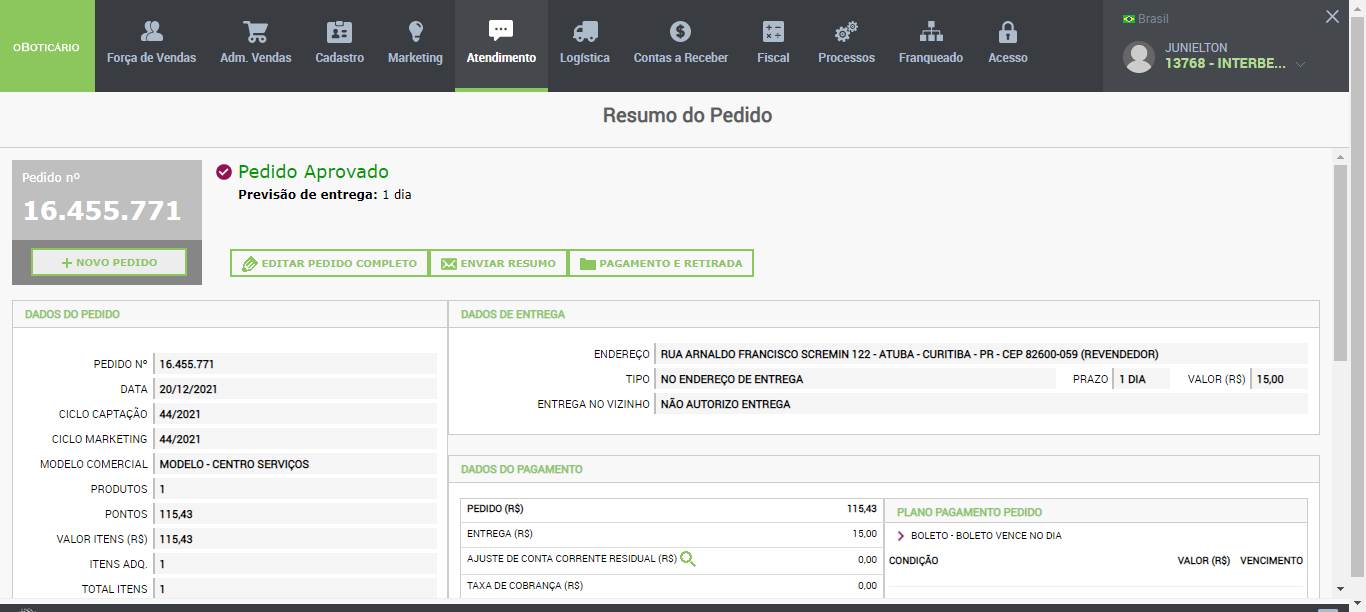 oBOTICÁRIO
Força de Vendas
Adm. Vendas
Cadastro
Marketing
Atendimento
Logística
Contas a Receber
Fiscal
Processos
Franqueado
Acesso
Brasil
JUNIELTON
13768 - INTERBE...
Resumo do Pedido
Pedido nº
16.455.771
NOVO PEDIDO
Pedido Aprovado
Previsão de entrega: 1 dia
EDITAR PEDIDO COMPLETO
ENVIAR RESUMO
PAGAMENTO E RETIRADA
DADOS DO PEDIDO
PEDIDO Nº 16.455.771
DATA 20/12/2021
CICLO CAPTAÇÃO 44/2021
CICLO MARKETING 44/2021
MODELO COMERCIAL MODELO - CENTRO SERVIÇOS
PRODUTOS 1
PONTOS 115,43
VALOR ITENS (R$) 115,43
ITENS ADQ. 1
TOTAL ITENS 1
DADOS DE ENTREGA
ENDEREÇO RUA ARNALDO FRANCISCO SCREMIN 122 - ATUBA - CURITIBA - PR - CEP 82600-059 (REVENDEDOR)
TIPO NO ENDEREÇO DE ENTREGA PRAZO 1 DIA VALOR (R$) 15,00
ENTREGA NO VIZINHO NÃO AUTORIZO ENTREGA
DADOS DO PAGAMENTO
PEDIDO (R$) 115,43
ENTREGA (R$) 15,00
AJUSTE DE CONTA CORRENTE RESIDUAL (R$) 0,00
TAXA DE COBRANÇA (R$) 0,00
PLANO PAGAMENTO PEDIDO
BOLETO - BOLETO VENCE NO DIA
CONDIÇÃO VALOR (R$) VENCIMENTO